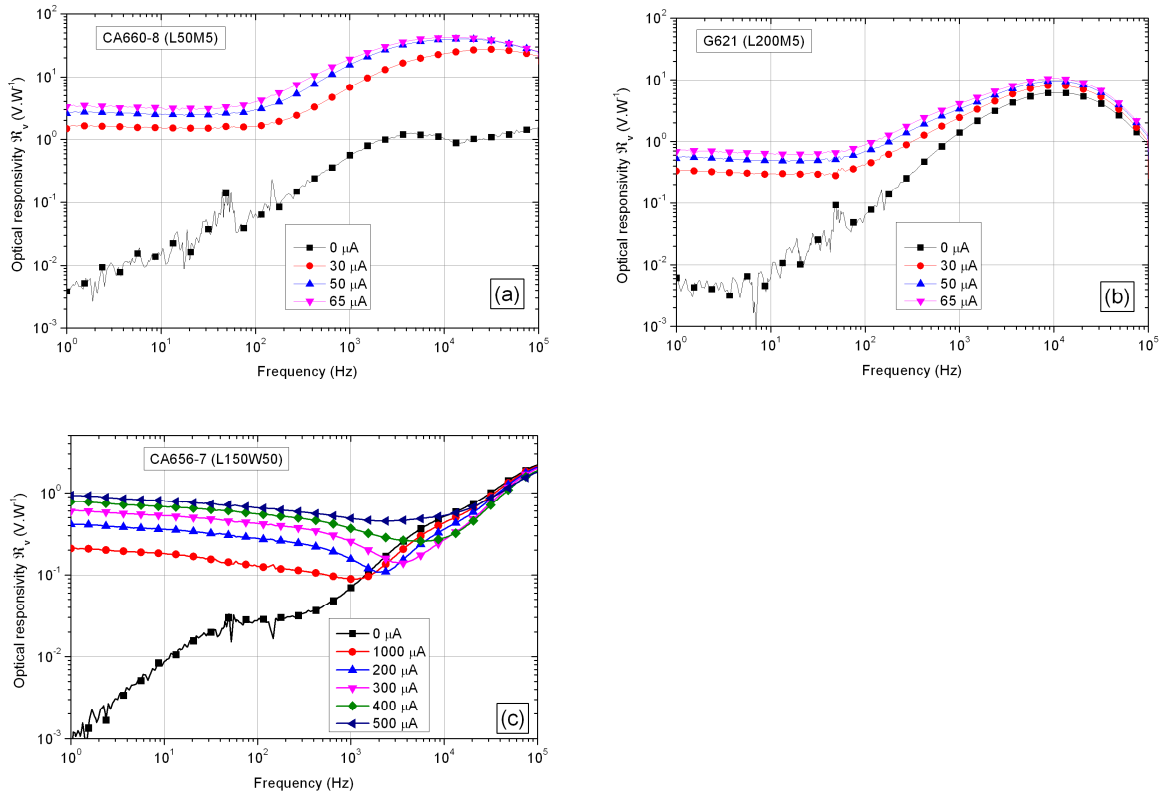 CA660-8 (L50M5)
Optical responsivity ℜᵥ (V.W⁻¹)
10²
10¹
10⁰
10⁻¹
10⁻²
10⁻³
0 μA
30 μA
50 μA
65 μA
(a)
10⁰ 10¹ 10² 10³ 10⁴ 10⁵
Frequency (Hz)
G621 (L200M5)
Optical responsivity ℜᵥ (V.W⁻¹)
10²
10¹
10⁰
10⁻¹
10⁻²
10⁻³
0 μA
30 μA
50 μA
65 μA
(b)
10⁰ 10¹ 10² 10³ 10⁴ 10⁵
Frequency (Hz)
CA656-7 (L150W50)
Optical responsivity ℜᵥ (V.W⁻¹)
10⁰
10⁻¹
10⁻²
10⁻³
0 μA
1000 μA
200 μA
300 μA
400 μA
500 μA
(c)
10⁰ 10¹ 10² 10³ 10⁴ 10⁵
Frequency (Hz)